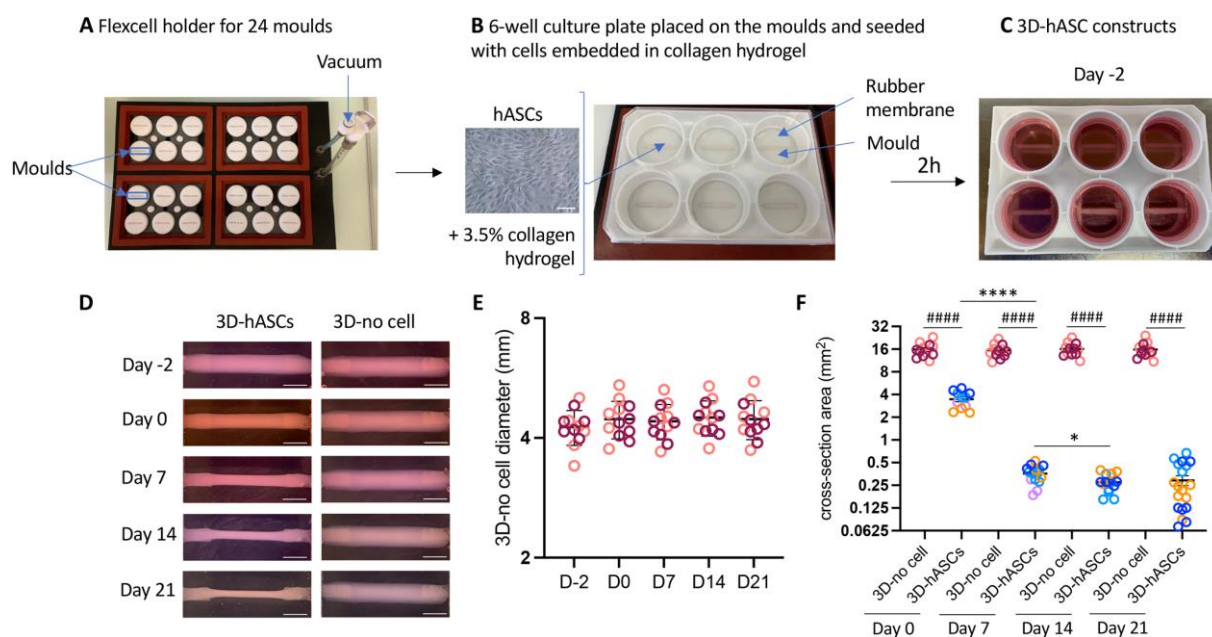 A Flexcell holder for 24 moulds
Vacuum
Moulds
B 6-well culture plate placed on the moulds and seeded
with cells embedded in collagen hydrogel
hASCs
+ 3.5% collagen
hydrogel
Rubber
membrane
Mould
2h
C 3D-hASC constructs
Day -2
D
3D-hASCs
3D-no cell
Day -2
Day 0
Day 7
Day 14
Day 21
E
3D-no cell diameter (mm)
8
4
2
D-2 D0 D7 D14 D21
F
cross-section area (mm²)
****
#### #### #### ####
*
32
16
8
4
2
1
0.5
0.25
0.125
0.0625
3D-no cell
3D-hASCs
3D-no cell
3D-hASCs
3D-no cell
3D-hASCs
3D-no cell
3D-hASCs
Day 0 Day 7 Day 14 Day 21